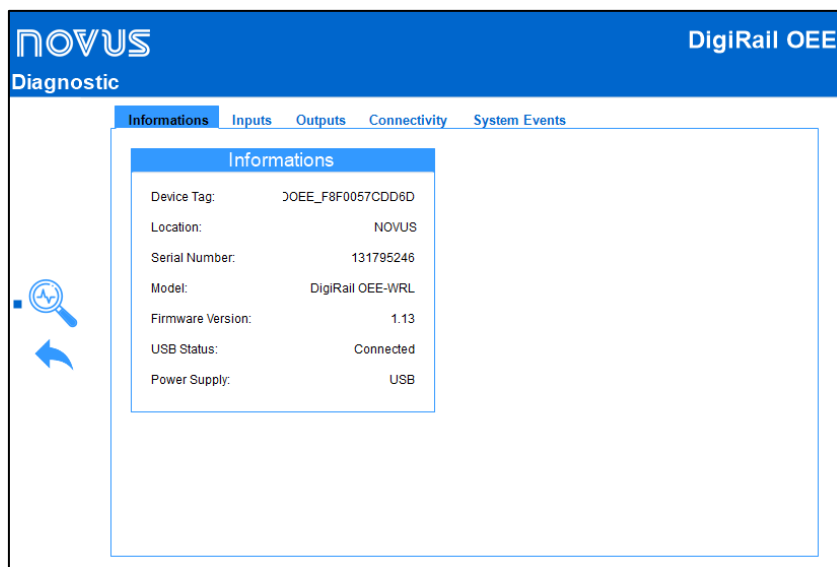 NOVUS
DigiRail OEE
Diagnostic
Informations Inputs Outputs Connectivity System Events
Informations
Device Tag: OOEE_F8F0057CDD6D
Location: NOVUS
Serial Number: 131795246
Model: DigiRail OEE-WRL
Firmware Version: 1.13
USB Status: Connected
Power Supply: USB